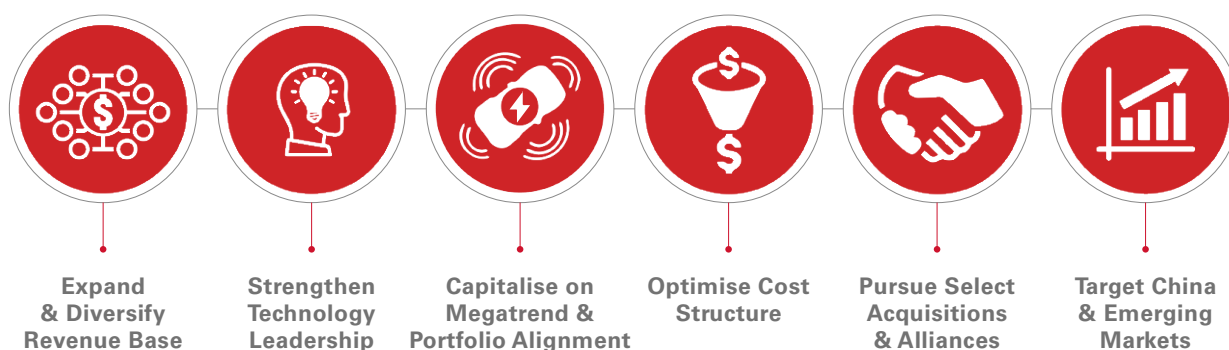 Expand
& Diversify
Revenue Base
Strengthen
Technology
Leadership
Capitalise on
Megatrend &
Portfolio Alignment
Optimise Cost
Structure
Pursue Select
Acquisitions
& Alliances
Target China
& Emerging
Markets
$
$
$